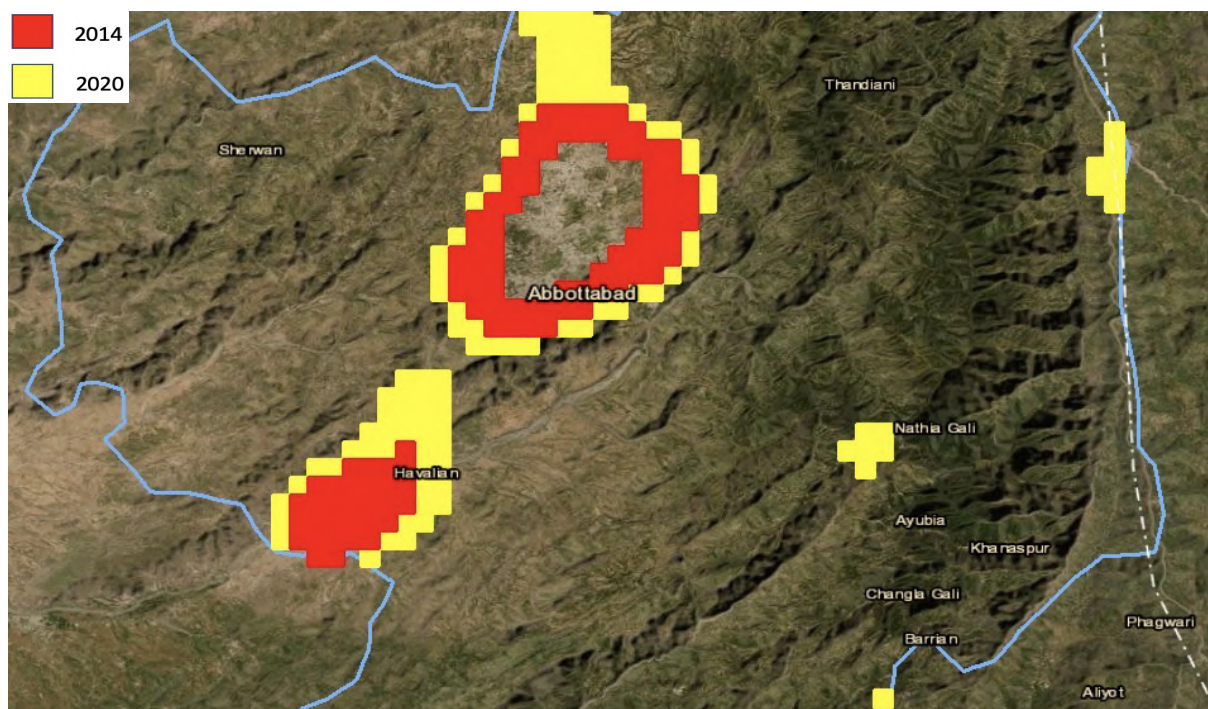 2014
2020
Thandiani
Sherwan
Abbottabad
Nathia Gali
Havalian
Ayubia
Khanaspur
Changla Gali
Phagwari
Barrian
Aliyot